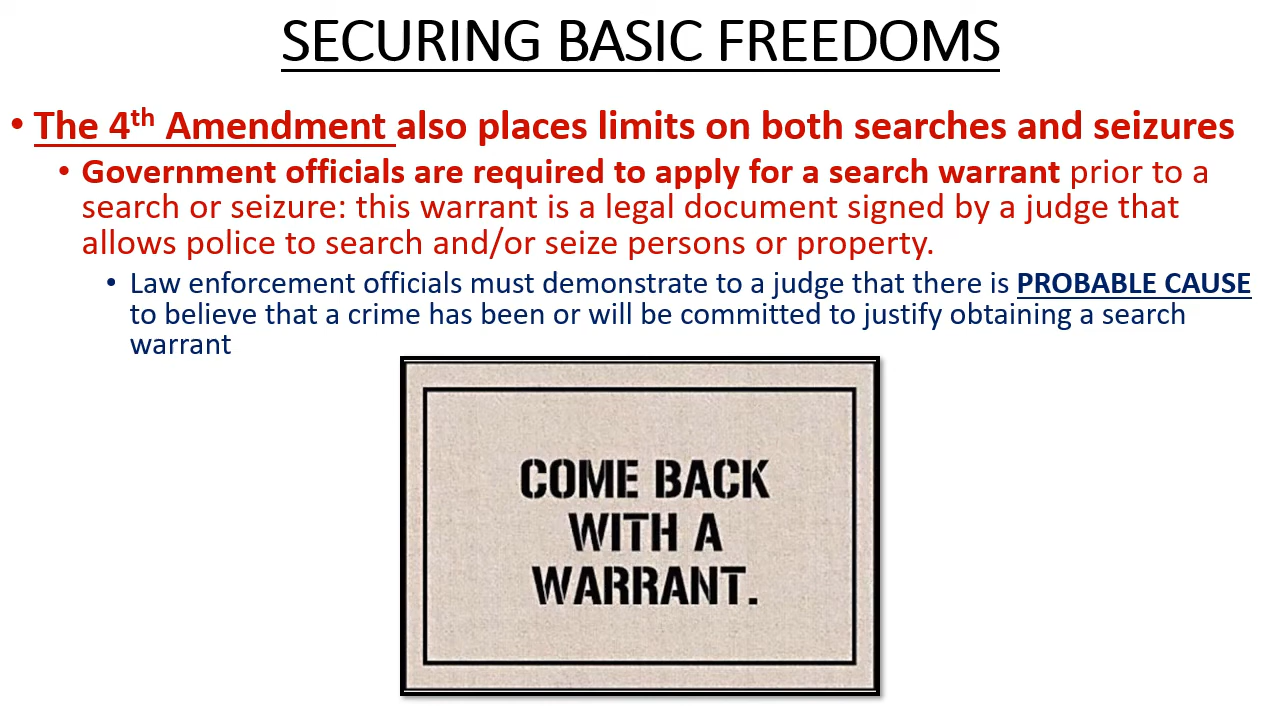 SECURING BASIC FREEDOMS
• The 4th Amendment also places limits on both searches and seizures
• Government officials are required to apply for a search warrant prior to a
search or seizure: this warrant is a legal document signed by a judge that
allows police to search and/or seize persons or property.
• Law enforcement officials must demonstrate to a judge that there is PROBABLE CAUSE
to believe that a crime has been or will be committed to justify obtaining a search
warrant
COME BACK
WITH A
WARRANT.